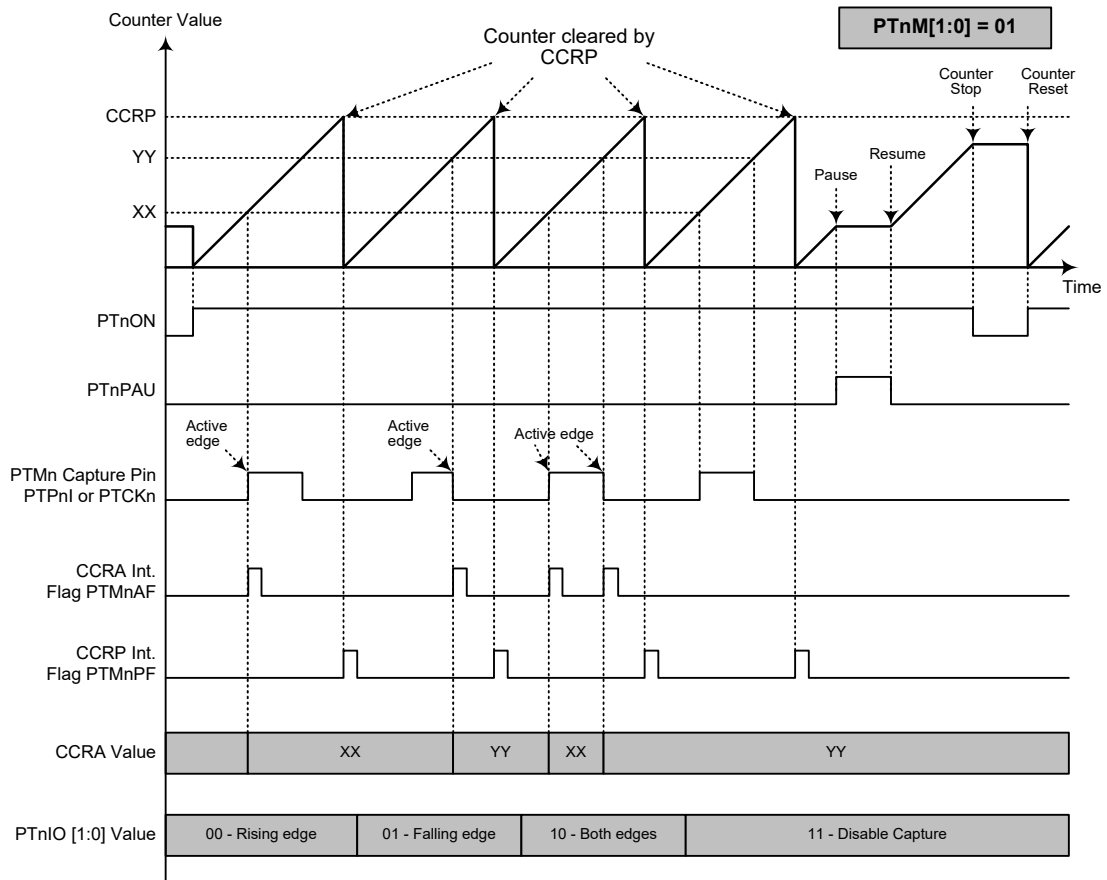 Counter Value
PTnM[1:0] = 01
Counter cleared by
CCRP
Counter
Stop
Counter
Reset
CCRP
YY
XX
Pause
Resume
Time
PTnON
PTnPAU
Active
edge
Active
edge
Active edge
PTMn Capture Pin
PTPnI or PTCKn
CCRA Int.
Flag PTMnAF
CCRP Int.
Flag PTMnPF
CCRA Value
XX
YY
XX
YY
PTnIO [1:0] Value
00 - Rising edge
01 - Falling edge
10 - Both edges
11 - Disable Capture